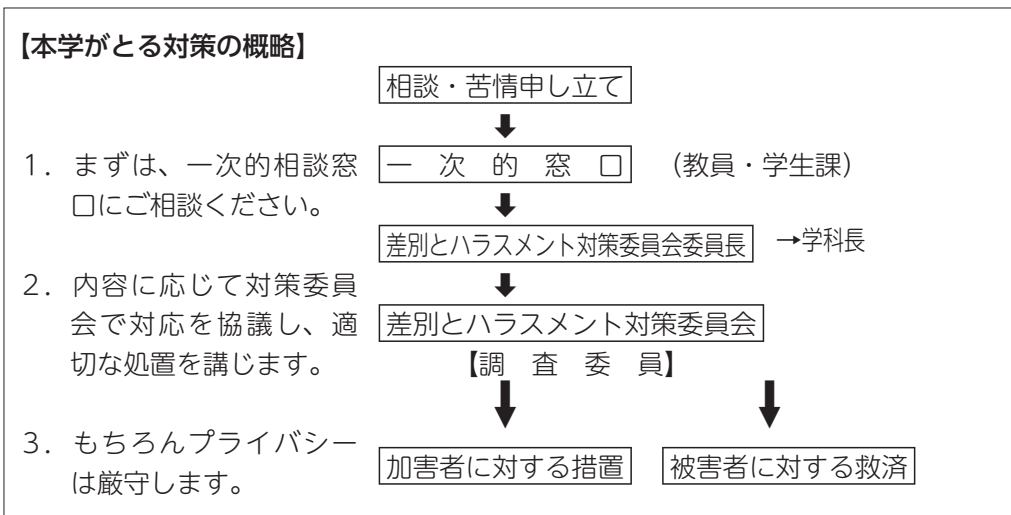 【本学がとる対策の概略】
相談・苦情申し立て
1．まずは、一次的相談窓
口にご相談ください。
一　次　的　窓　口　（教員・学生課）
差別とハラスメント対策委員会委員長　→学科長
2．内容に応じて対策委員
会で対応を協議し、適
切な処置を講じます。
差別とハラスメント対策委員会
【調　査　委　員】
3．もちろんプライバシー
は厳守します。
加害者に対する措置　被害者に対する救済